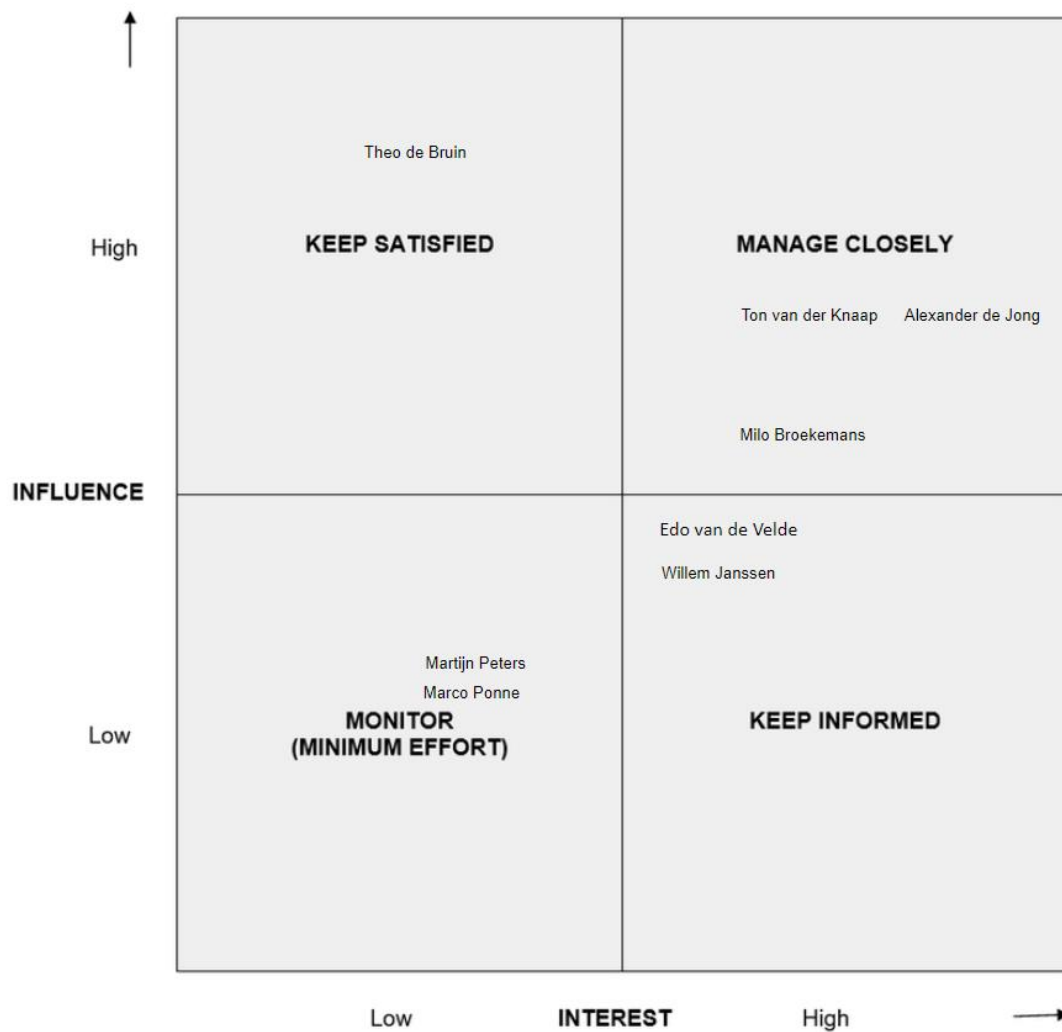 Theo de Bruin
High
KEEP SATISFIED
MANAGE CLOSELY
Ton van der Knaap
Alexander de Jong
Milo Broekemans
INFLUENCE
Edo van de Velde
Willem Janssen
Martijn Peters
Marco Ponne
Low
MONITOR
(MINIMUM EFFORT)
KEEP INFORMED
Low
INTEREST
High